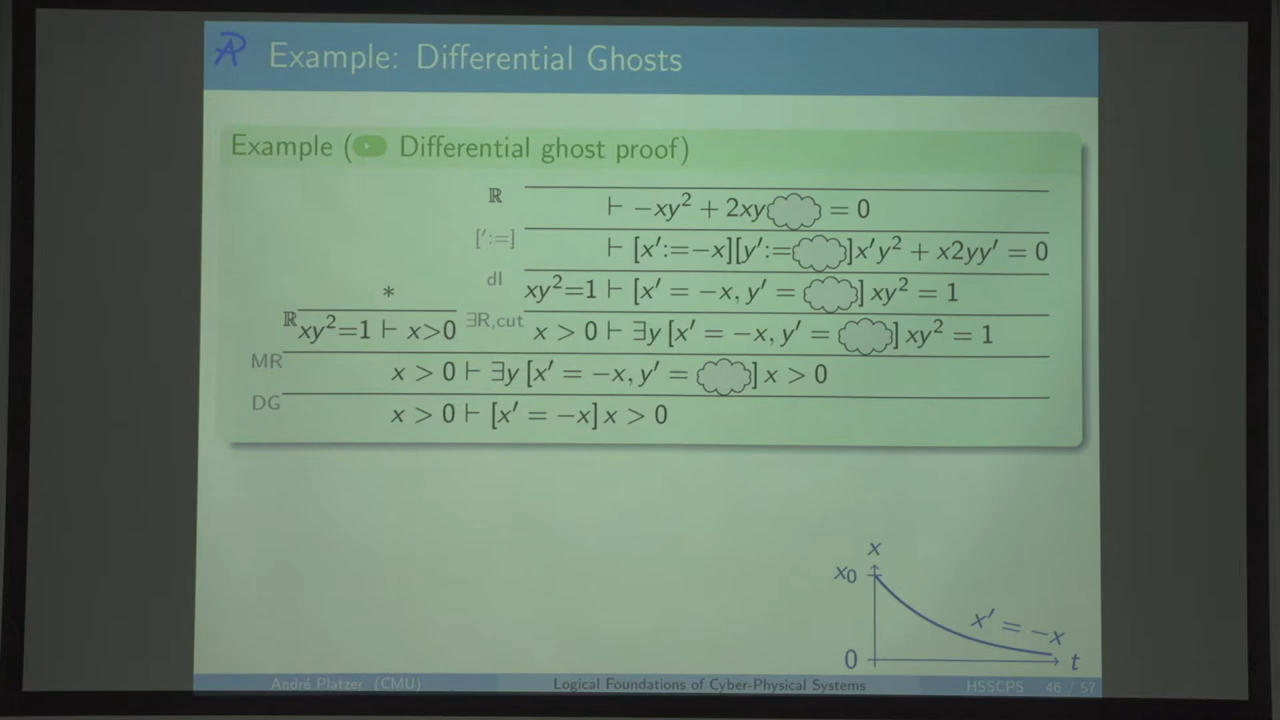 Example: Differential Ghosts
Example ( Differential ghost proof)
ℝ
⊢ −xy² + 2xy = 0
[':=]
⊢ [x':=−x][y':= ]x'y² + x2yy' = 0
dI
xy²=1 ⊢ [x' = −x, y' = ] xy² = 1
*
ℝ xy²=1 ⊢ x>0
∃R,cut x > 0 ⊢ ∃y [x' = −x, y' = ] xy² = 1
MR
x > 0 ⊢ ∃y [x' = −x, y' = ] x > 0
DG
x > 0 ⊢ [x' = −x] x > 0
x
x0
x' = −x
0
t
André Platzer (CMU) Logical Foundations of Cyber-Physical Systems HSSCPS 46 / 57